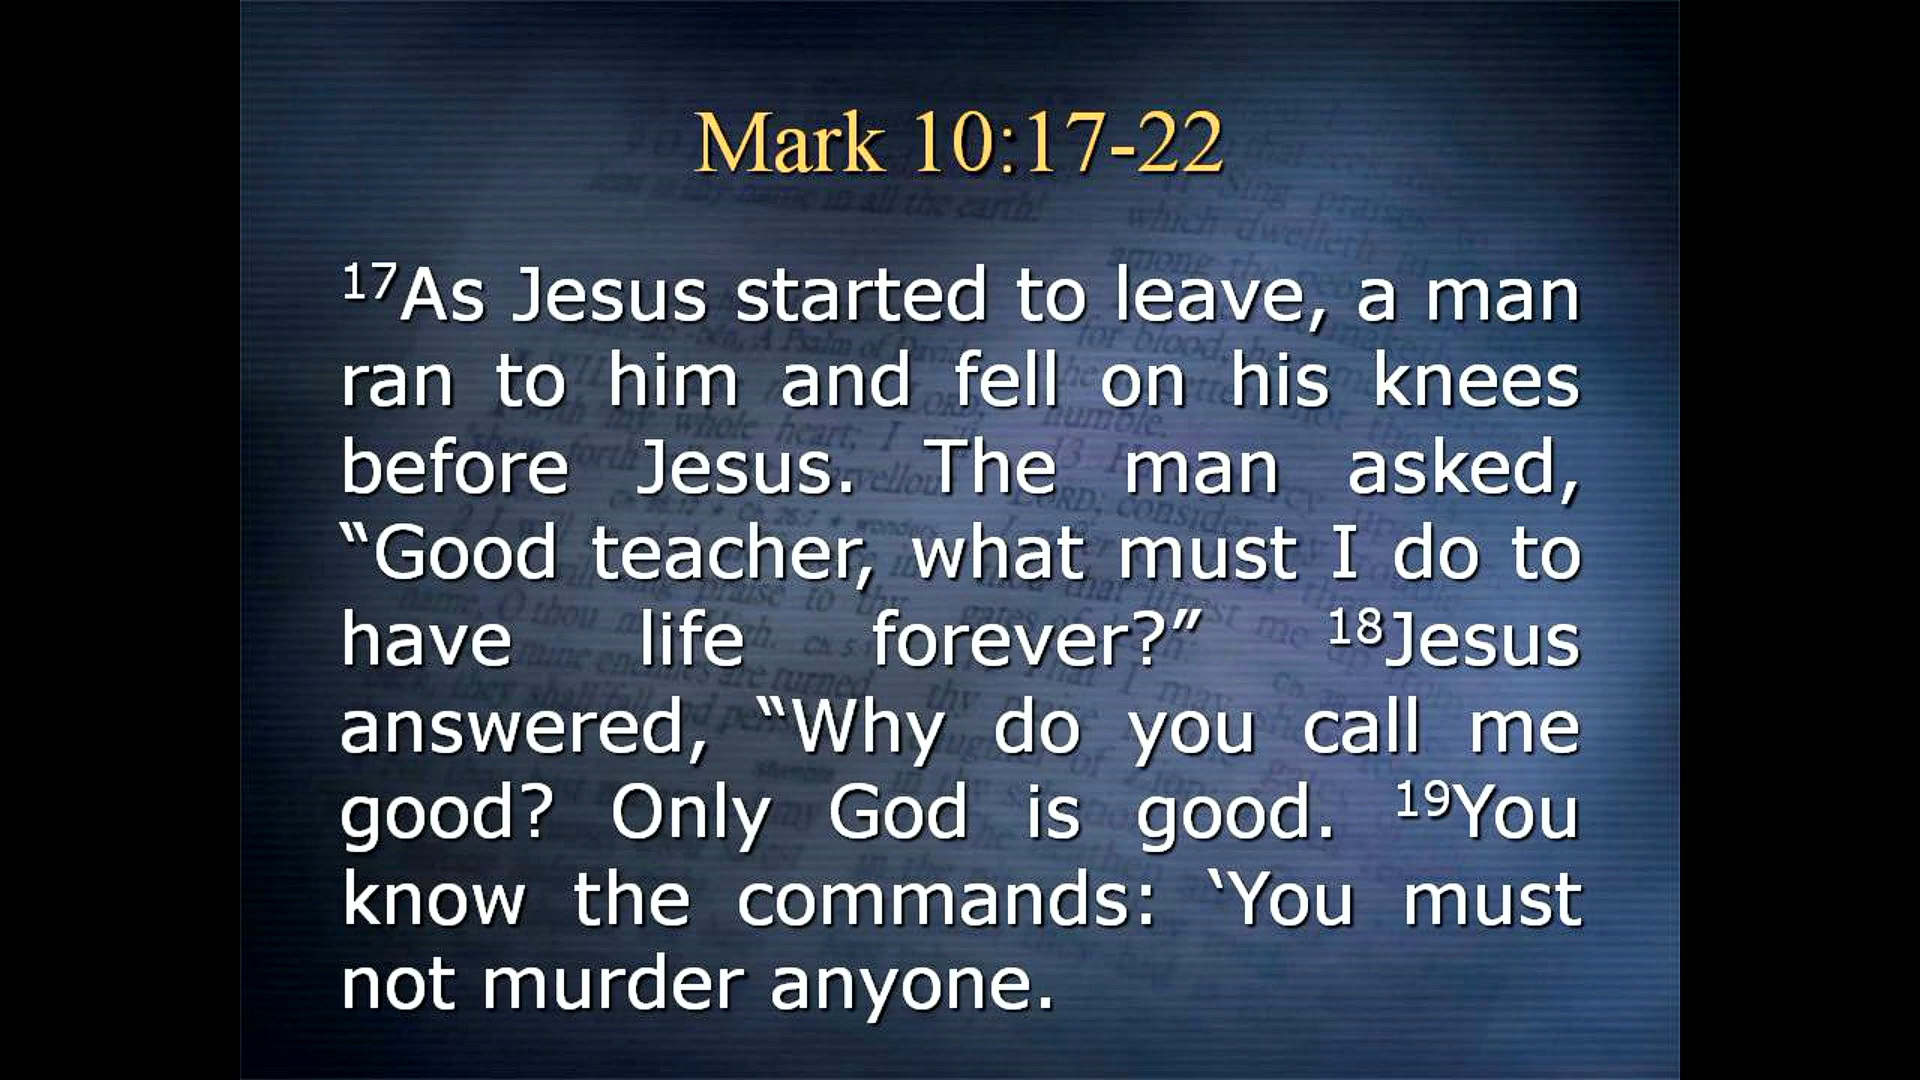 Mark 10:17-22
17As Jesus started to leave, a man
ran to him and fell on his knees
before Jesus. The man asked,
“Good teacher, what must I do to
have life forever?” 18Jesus
answered, “Why do you call me
good? Only God is good. 19You
know the commands: ‘You must
not murder anyone.